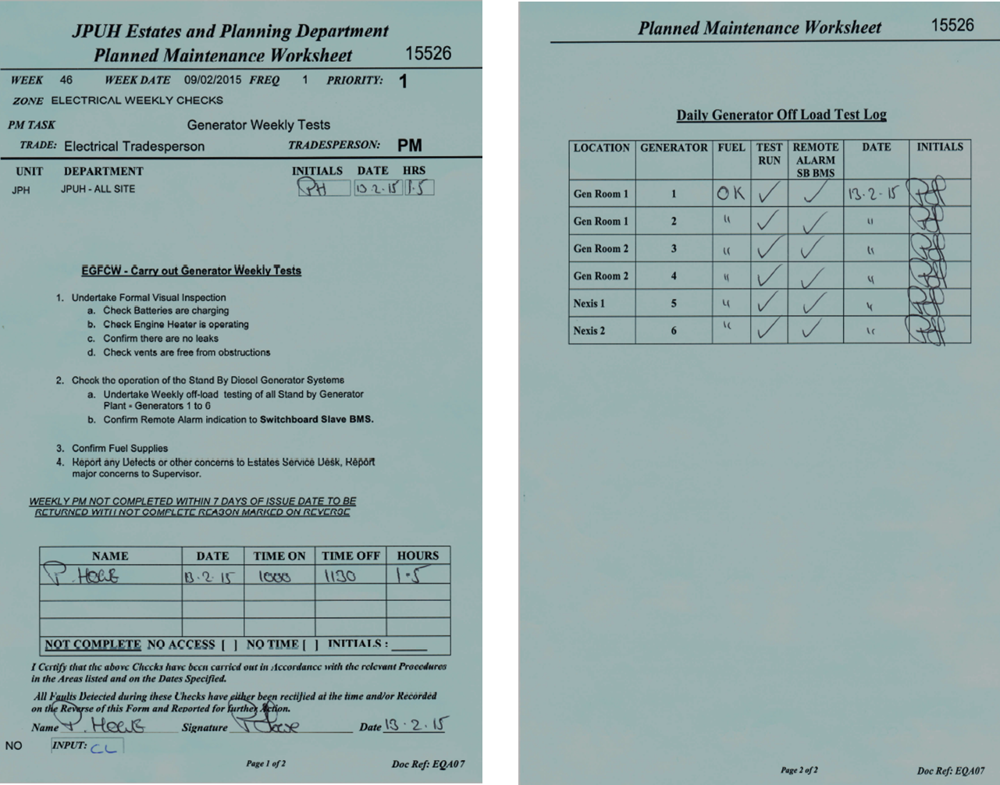 JPUH Estates and Planning Department
Planned Maintenance Worksheet 15526
WEEK 46 WEEK DATE 09/02/2015 FREQ 1 PRIORITY: 1
ZONE ELECTRICAL WEEKLY CHECKS
PM TASK Generator Weekly Tests
TRADE: Electrical Tradesperson TRADESPERSON: PM
UNIT DEPARTMENT INITIALS DATE HRS
JPH JPUH - ALL SITE PH 13·2·15 1·5
EGFCW - Carry out Generator Weekly Tests
1. Undertake Formal Visual Inspection
a. Check Batteries are charging
b. Check Engine Heater is operating
c. Confirm there are no leaks
d. Check vents are free from obstructions
2. Check the operation of the Stand By Diesel Generator Systems
a. Undertake Weekly off-load testing of all Stand by Generator
Plant - Generators 1 to 6
b. Confirm Remote Alarm indication to Switchboard Slave BMS.
3. Confirm Fuel Supplies
4. Report any Defects or other concerns to Estates Service Desk, Report
major concerns to Supervisor.
WEEKLY PM NOT COMPLETED WITHIN 7 DAYS OF ISSUE DATE TO BE
RETURNED WITH NOT COMPLETE REASON MARKED ON REVERSE
NAME DATE TIME ON TIME OFF HOURS
P. 13·2·15 1000 1130 1·5
NOT COMPLETE NO ACCESS [ ] NO TIME [ ] INITIALS :
I Certify that the above Checks have been carried out in Accordance with the relevant Procedures
in the Areas listed and on the Dates Specified.
All Faults Detected during these Checks have either been rectified at the time and/or Recorded
on the Reverse of this Form and Reported for further Action.
Name P. Signature Date 13·2·15
NO INPUT: CL
Page 1 of 2 Doc Ref: EQA07
Planned Maintenance Worksheet 15526
Daily Generator Off Load Test Log
LOCATION GENERATOR FUEL TEST RUN REMOTE ALARM SB BMS DATE INITIALS
Gen Room 1 1 OK ✓ ✓ 13·2·15 PH
Gen Room 1 2 " ✓ ✓ " PH
Gen Room 2 3 " ✓ ✓ " PH
Gen Room 2 4 " ✓ ✓ " PH
Nexis 1 5 " ✓ ✓ " PH
Nexis 2 6 " ✓ ✓ " PH
Page 2 of 2 Doc Ref: EQA07